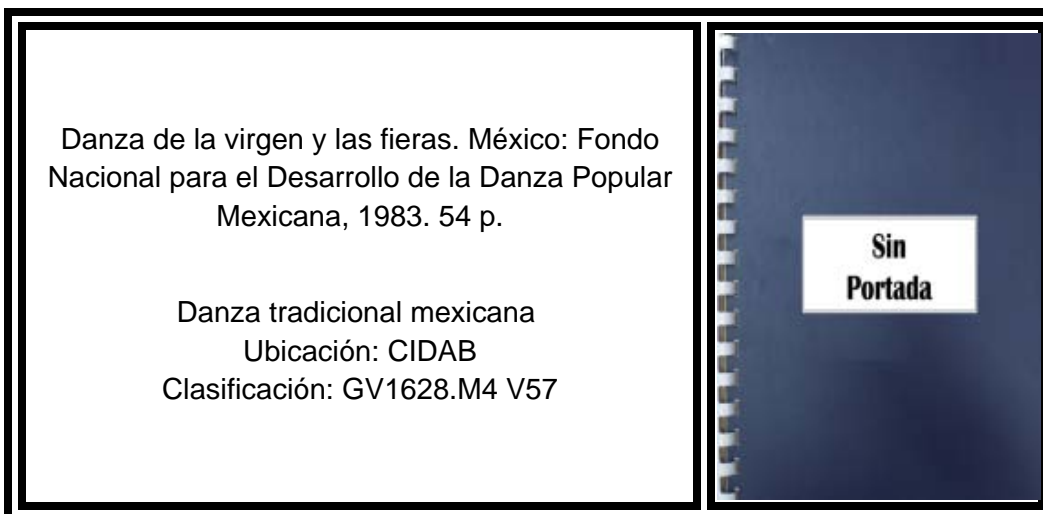 Danza de la virgen y las fieras. México: Fondo
Nacional para el Desarrollo de la Danza Popular
Mexicana, 1983. 54 p.
Danza tradicional mexicana
Ubicación: CIDAB
Clasificación: GV1628.M4 V57
Sin
Portada